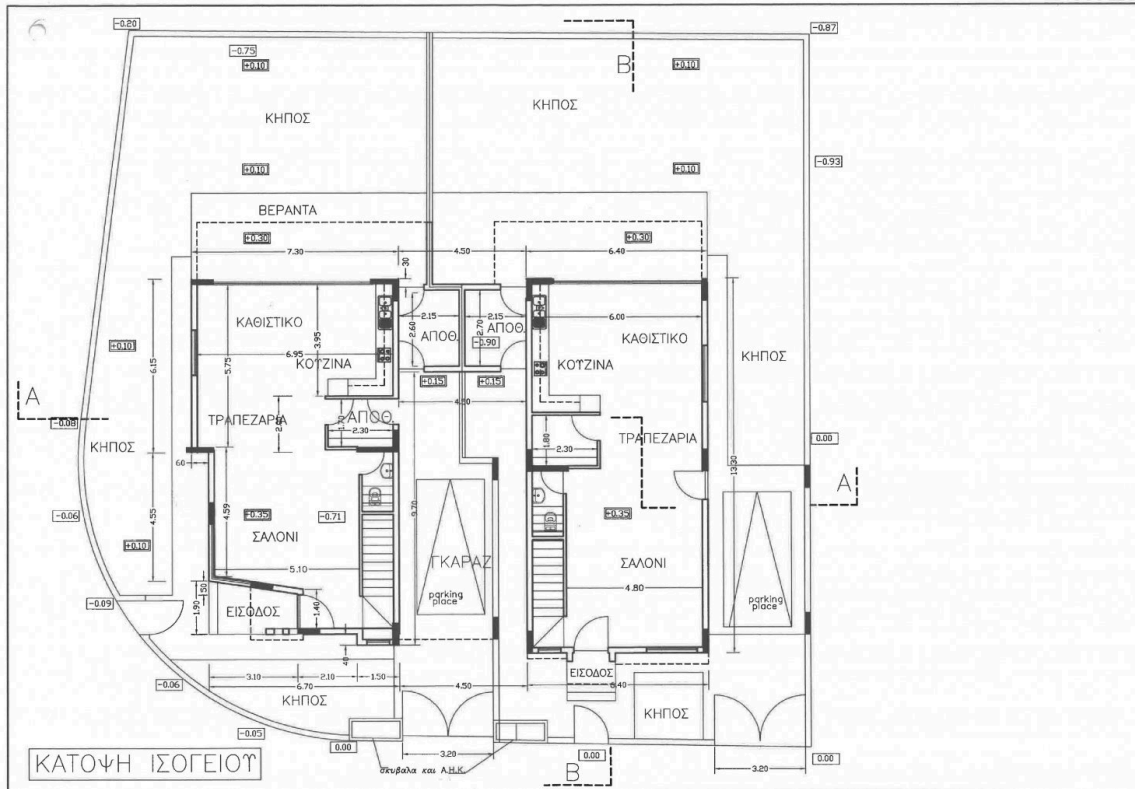 6
-0.20
-0.87
-0.75
+0.10
B
+0.10
ΚΗΠΟΣ
ΚΗΠΟΣ
-0.93
+0.10
+0.10
ΒΕΡΑΝΤΑ
+0.30
+0.30
7.30
4.50
6.40
30
ΚΑΘΙΣΤΙΚΟ
3.95
2.60
2.15
ΑΠΟΘ.
2.70
2.15
ΑΠΟΘ.
-0.90
6.00
ΚΑΘΙΣΤΙΚΟ
+0.10
6.15
5.75
6.95
ΚΟΥΖΙΝΑ
ΚΟΥΖΙΝΑ
ΚΗΠΟΣ
+0.15
+0.15
A
-0.08
ΚΗΠΟΣ
ΤΡΑΠΕΖΑΡΙΑ
ΑΠΟΘ.
2.30
1.80
2.30
ΤΡΑΠΕΖΑΡΙΑ
13.30
0.00
60
A
-0.06
4.55
4.59
+0.35
-0.71
9.70
+0.35
+0.10
ΣΑΛΟΝΙ
ΓΚΑΡΑΖ
ΣΑΛΟΝΙ
5.10
4.80
-0.09
1.90
50
ΕΙΣΟΔΟΣ
1.40
parking
place
parking
place
40
-0.06
3.10
2.10
1.50
ΕΙΣΟΔΟΣ
6.70
4.50
6.40
ΚΗΠΟΣ
ΚΗΠΟΣ
-0.05
0.00
0.00
0.00
3.20
3.20
ΚΑΤΟΨΗ ΙΣΟΓΕΙΟΥ
σκυβαλα και Α.Η.Κ.
B